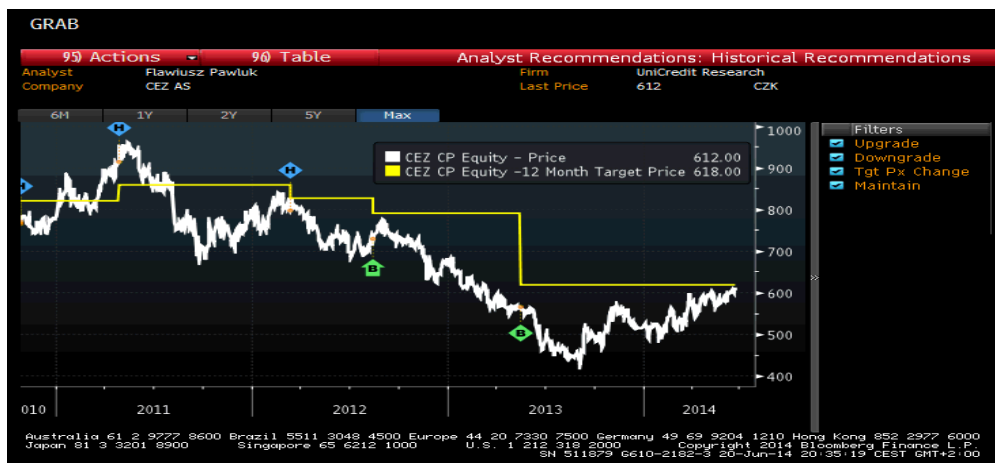 GRAB
95) Actions 96) Table Analyst Recommendations: Historical Recommendations
Analyst Flawiusz Pawluk Firm UniCredit Research
Company CEZ AS Last Price 612 CZK
6M 1Y 2Y 5Y Max
Filters
Upgrade
Downgrade
Tgt Px Change
Maintain
H
H
H
B
B
CEZ CP Equity - Price 612.00
CEZ CP Equity -12 Month Target Price 618.00
1000
900
800
700
600
500
400
010 2011 2012 2013 2014
Australia 61 2 9777 8600 Brazil 5511 3048 4500 Europe 44 20 7330 7500 Germany 49 69 9204 1210 Hong Kong 852 2977 6000
Japan 81 3 3201 8900 Singapore 65 6212 1000 U.S. 1 212 318 2000 Copyright 2014 Bloomberg Finance L.P.
SN 511879 G610-2182-3 20-Jun-14 20:35:19 CEST GMT+2:00